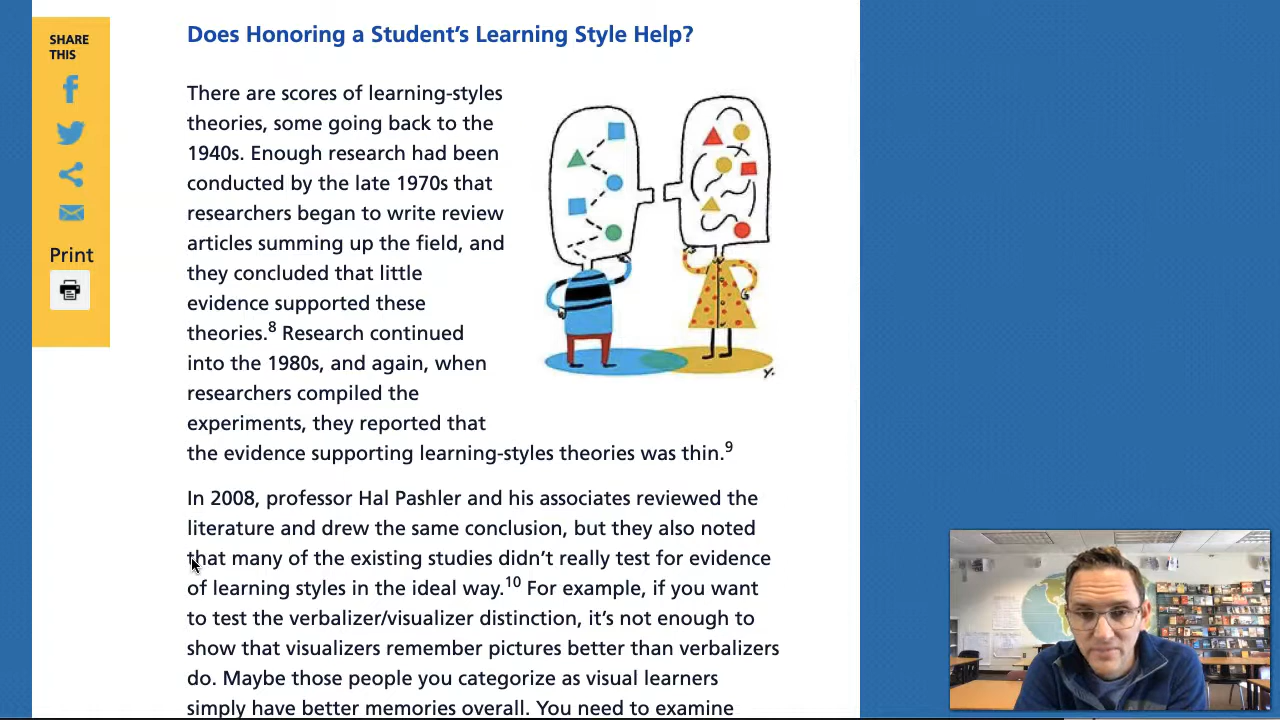 SHARE
THIS
Print
Does Honoring a Student’s Learning Style Help?
There are scores of learning-styles
theories, some going back to the
1940s. Enough research had been
conducted by the late 1970s that
researchers began to write review
articles summing up the field, and
they concluded that little
evidence supported these
theories.8 Research continued
into the 1980s, and again, when
researchers compiled the
experiments, they reported that
the evidence supporting learning-styles theories was thin.9
In 2008, professor Hal Pashler and his associates reviewed the
literature and drew the same conclusion, but they also noted
that many of the existing studies didn’t really test for evidence
of learning styles in the ideal way.10 For example, if you want
to test the verbalizer/visualizer distinction, it’s not enough to
show that visualizers remember pictures better than verbalizers
do. Maybe those people you categorize as visual learners
simply have better memories overall. You need to examine